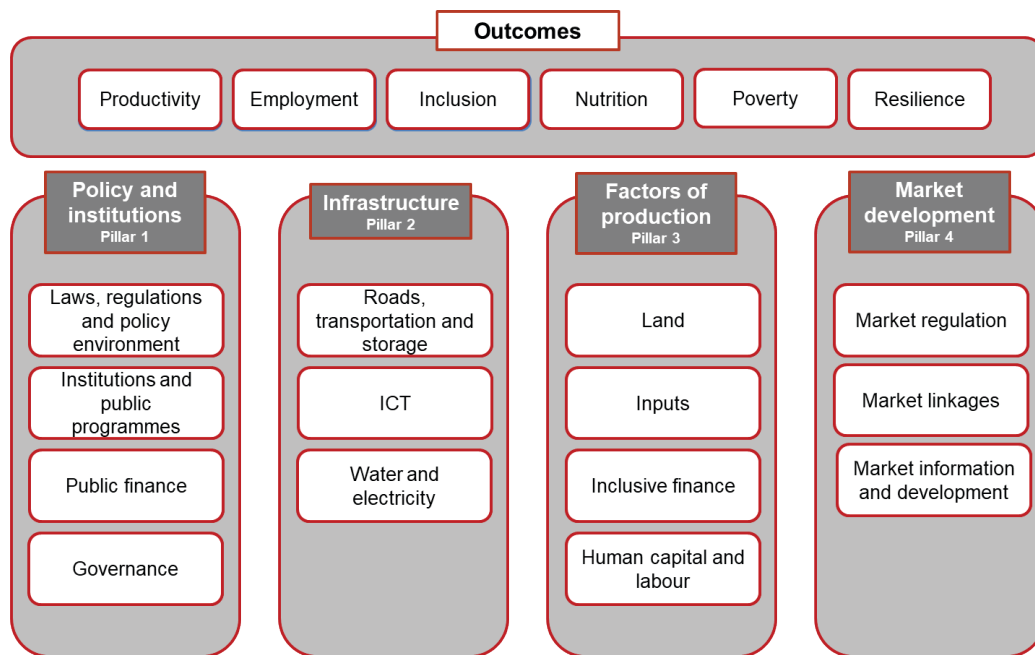 Outcomes
Productivity
Employment
Inclusion
Nutrition
Poverty
Resilience
Policy and
institutions
Pillar 1
Laws, regulations
and policy
environment
Institutions and
public
programmes
Public finance
Governance
Infrastructure
Pillar 2
Roads,
transportation and
storage
ICT
Water and
electricity
Factors of
production
Pillar 3
Land
Inputs
Inclusive finance
Human capital and
labour
Market
development
Pillar 4
Market regulation
Market linkages
Market information
and development